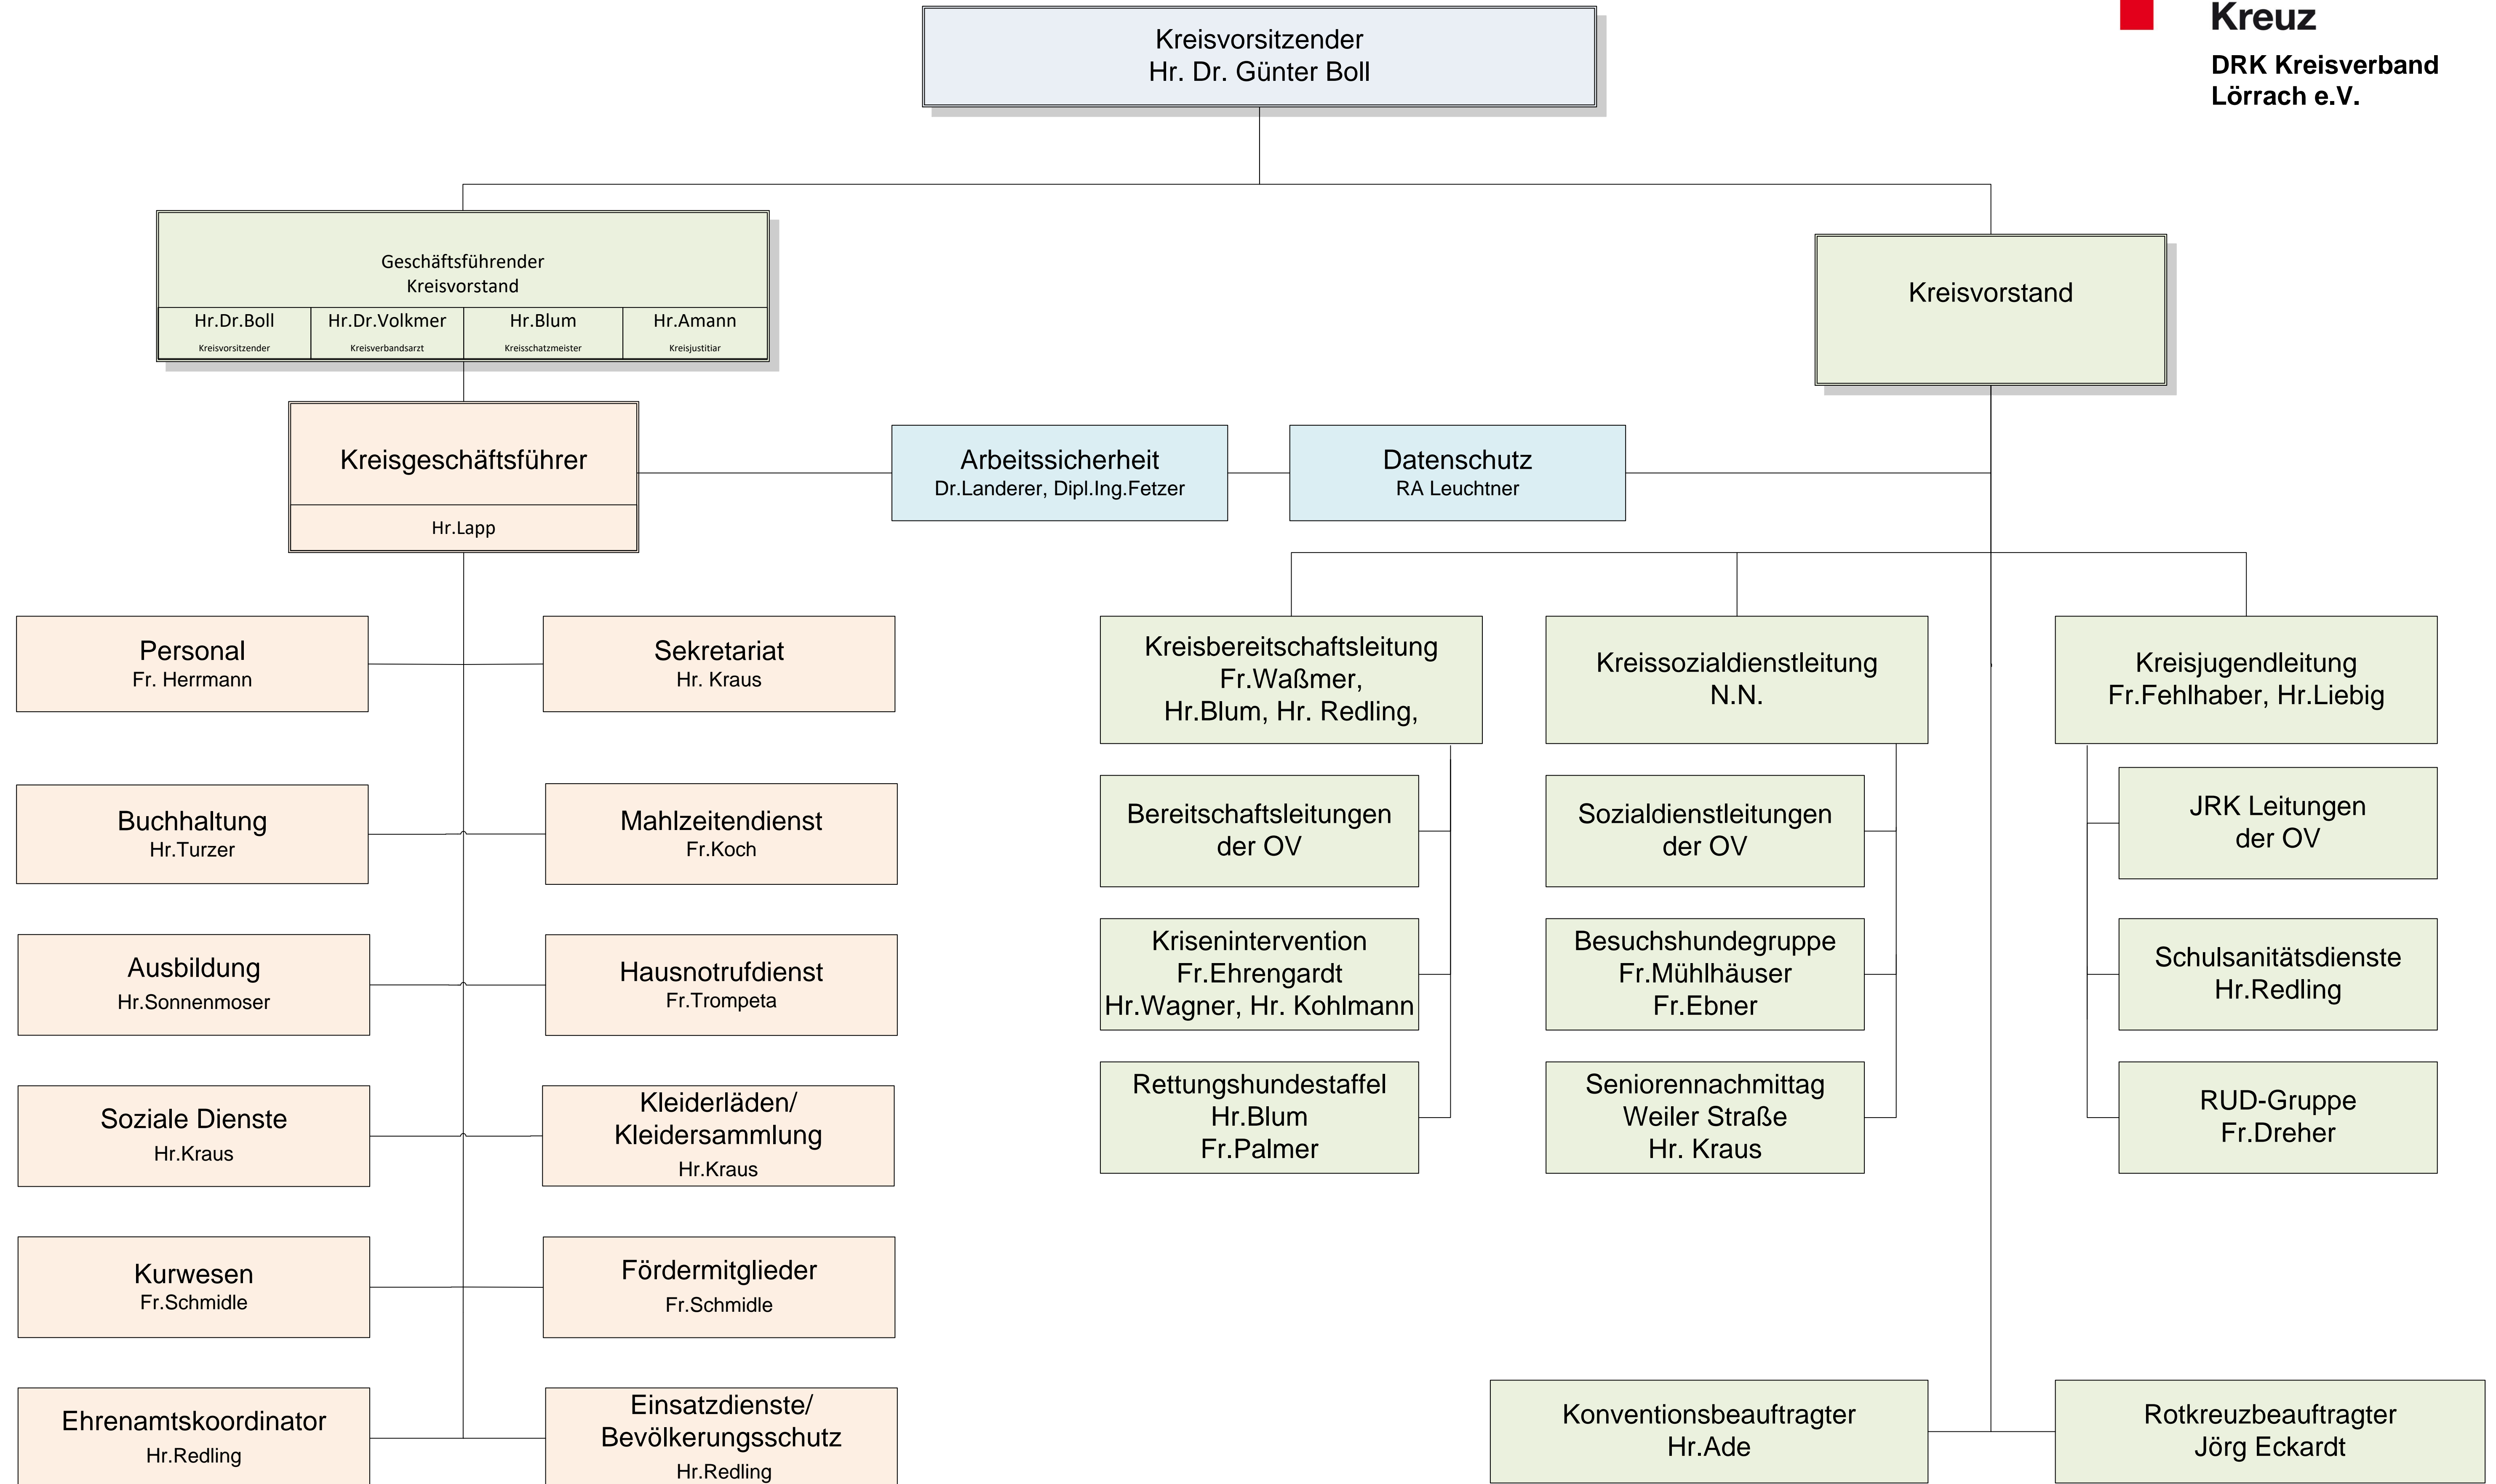 Kreuz
DRK Kreisverband
Lörrach e.V.
Kreisvorsitzender
Hr. Dr. Günter Boll
Geschäftsführender
Kreisvorstand
Hr.Dr.Boll
Kreisvorsitzender
Hr.Dr.Volkmer
Kreisverbandsarzt
Hr.Blum
Kreisschatzmeister
Hr.Amann
Kreisjustitiar
Kreisvorstand
Kreisgeschäftsführer
Hr.Lapp
Arbeitssicherheit
Dr.Landerer, Dipl.Ing.Fetzer
Datenschutz
RA Leuchtner
Personal
Fr. Herrmann
Sekretariat
Hr. Kraus
Buchhaltung
Hr.Turzer
Mahlzeitendienst
Fr.Koch
Ausbildung
Hr.Sonnenmoser
Hausnotrufdienst
Fr.Trompeta
Soziale Dienste
Hr.Kraus
Kleiderläden/
Kleidersammlung
Hr.Kraus
Kurwesen
Fr.Schmidle
Fördermitglieder
Fr.Schmidle
Ehrenamtskoordinator
Hr.Redling
Einsatzdienste/
Bevölkerungsschutz
Hr.Redling
Kreisbereitschaftsleitung
Fr.Waßmer,
Hr.Blum, Hr. Redling,
Bereitschaftsleitungen
der OV
Krisenintervention
Fr.Ehrengardt
Hr.Wagner, Hr. Kohlmann
Rettungshundestaffel
Hr.Blum
Fr.Palmer
Kreissozialdienstleitung
N.N.
Sozialdienstleitungen
der OV
Besuchshundegruppe
Fr.Mühlhäuser
Fr.Ebner
Seniorennachmittag
Weiler Straße
Hr. Kraus
Kreisjugendleitung
Fr.Fehlhaber, Hr.Liebig
JRK Leitungen
der OV
Schulsanitätsdienste
Hr.Redling
RUD-Gruppe
Fr.Dreher
Konventionsbeauftragter
Hr.Ade
Rotkreuzbeauftragter
Jörg Eckardt